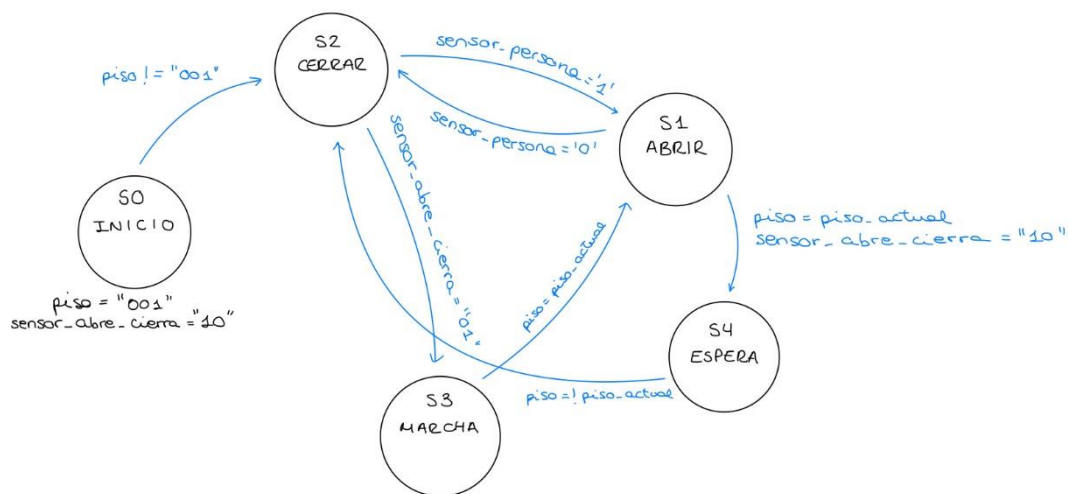 S2
CERRAR
sensor_persona='1'
piso != "001"
sensor_persona='0'
S1
ABRIR
sensor_abre_cierra="01"
S0
INICIO
piso = piso_actual
sensor_abre_cierra = "10"
piso=piso_actual
piso = "001"
sensor_abre_cierra ="10"
S4
ESPERA
piso=! piso_actual
S3
MARCHA